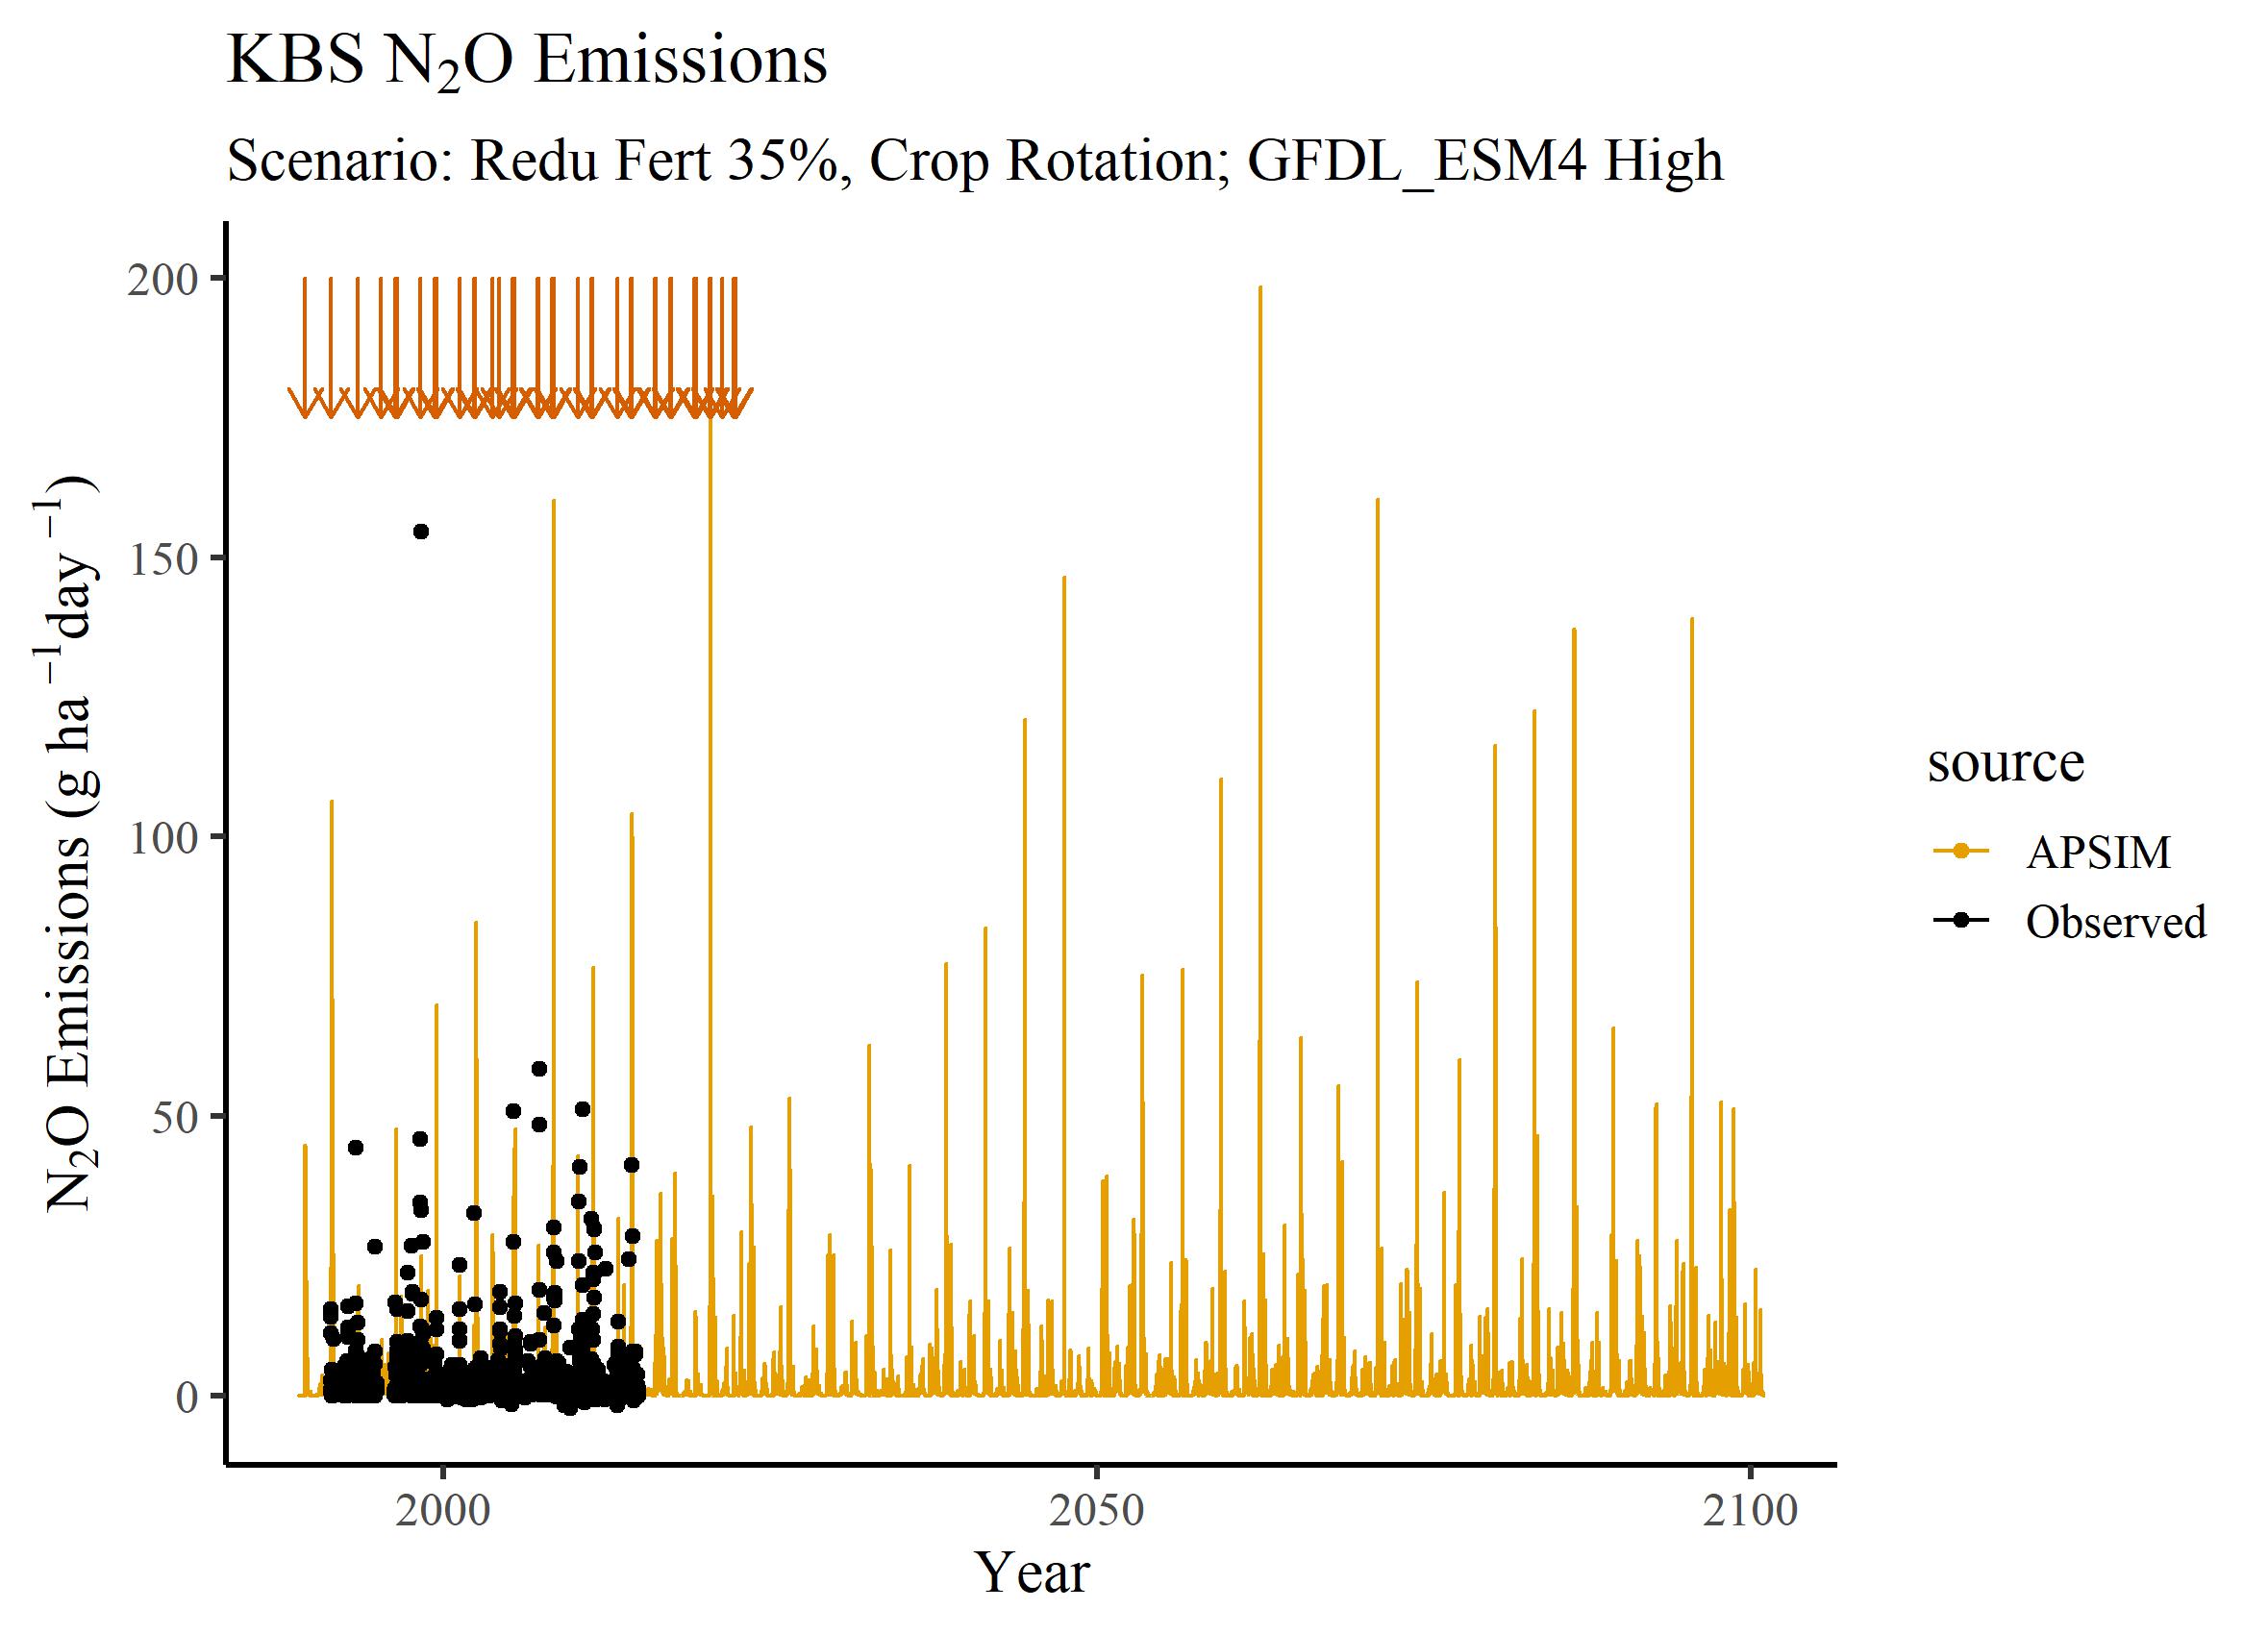 KBS N₂O Emissions
Scenario: Redu Fert 35%, Crop Rotation; GFDL_ESM4 High
N₂O Emissions (g ha⁻¹day⁻¹)
200
150
100
50
0
2000
2050
2100
Year
source
APSIM
Observed